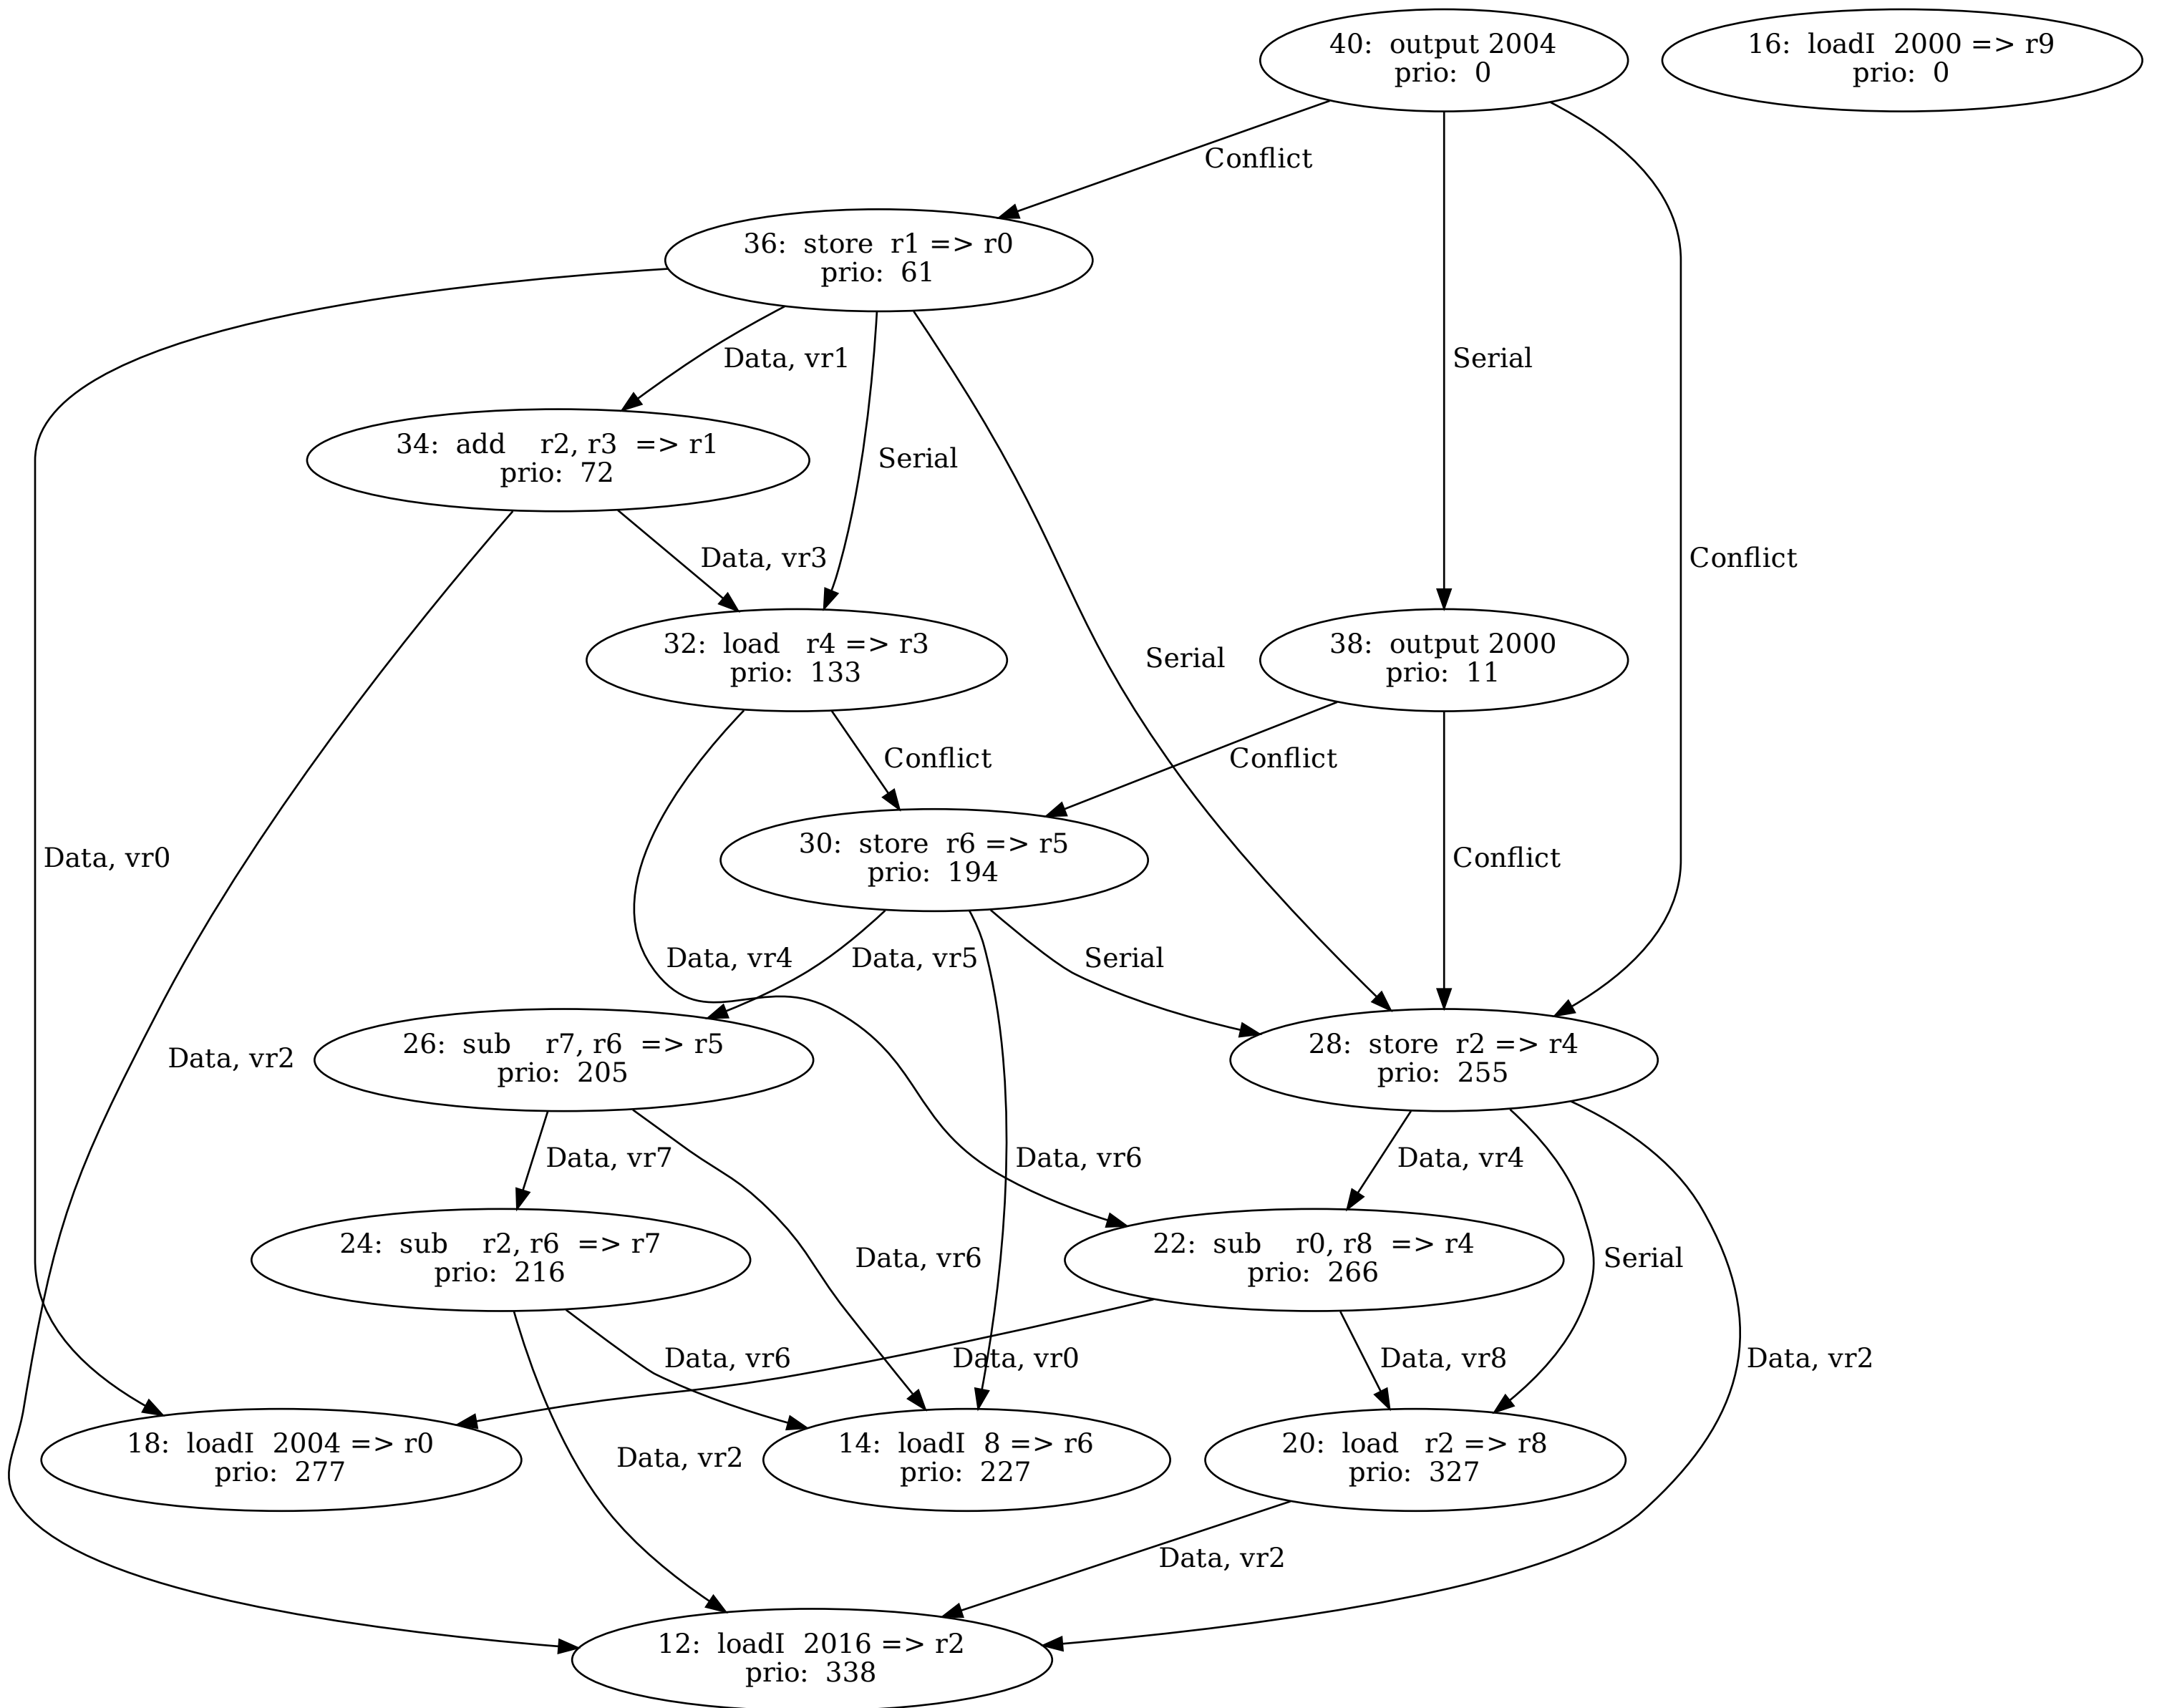 40:  output 2004
prio:  0
16:  loadI  2000 => r9
prio:  0
Conflict
36:  store  r1 => r0
prio:  61
Data, vr1
Serial
34:  add    r2, r3  => r1
prio:  72
Serial
Data, vr3
Conflict
32:  load   r4 => r3
prio:  133
Serial
38:  output 2000
prio:  11
Conflict
Conflict
Data, vr0
30:  store  r6 => r5
prio:  194
Conflict
Data, vr4
Data, vr5
Serial
Data, vr2
26:  sub    r7, r6  => r5
prio:  205
28:  store  r2 => r4
prio:  255
Data, vr7
Data, vr6
Data, vr4
24:  sub    r2, r6  => r7
prio:  216
Data, vr6
22:  sub    r0, r8  => r4
prio:  266
Serial
Data, vr6
Data, vr0
Data, vr8
Data, vr2
18:  loadI  2004 => r0
prio:  277
Data, vr2
14:  loadI  8 => r6
prio:  227
20:  load   r2 => r8
prio:  327
Data, vr2
12:  loadI  2016 => r2
prio:  338